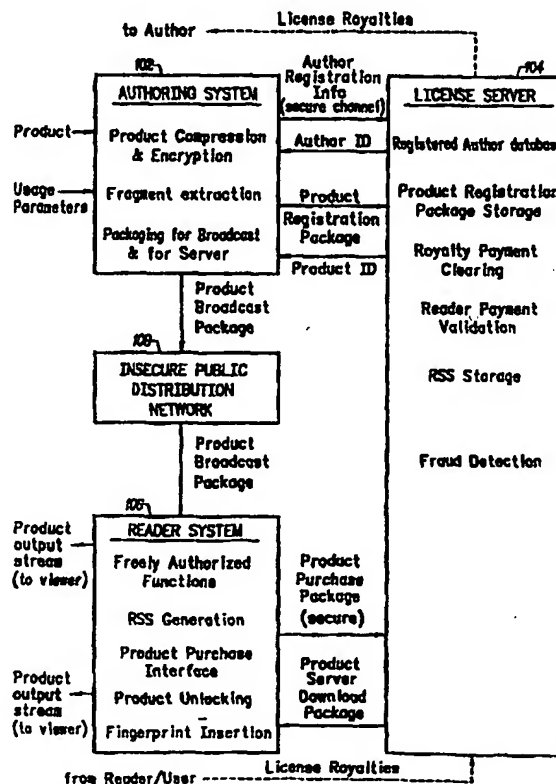 License Royalties
to Author
102
AUTHORING SYSTEM
Product Compression
& Encryption
Fragment extraction
Packaging for Broadcast
& for Server
Product
Usage
Parameters
Author
Registration
Info
(secure channel)
Author ID
Product
Registration
Package
Product ID
104
LICENSE SERVER
Registered Author database
Product Registration
Package Storage
Royalty Payment
Clearing
Reader Payment
Validation
RSS Storage
Fraud Detection
Product
Broadcast
Package
108
INSECURE PUBLIC
DISTRIBUTION
NETWORK
Product
Broadcast
Package
106
READER SYSTEM
Freely Authorized
Functions
RSS Generation
Product Purchase
Interface
Product Unlocking
Fingerprint Insertion
Product
output
stream
(to viewer)
Product
output
stream
(to viewer)
Product
Purchase
Package
(secure)
Product
Server
Download
Package
License Royalties
from Reader/User